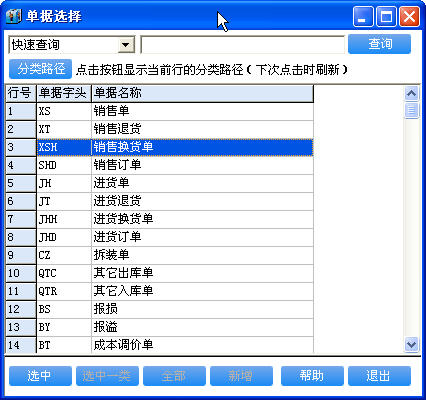 单据选择
快速查询 查询
分类路径 点击按钮显示当前行的分类路径(下次点击时刷新)
行号 单据字头 单据名称
1 XS 销售单
2 XT 销售退货
3 XSH 销售换货单
4 SHD 销售订单
5 JH 进货单
6 JT 进货退货
7 JHH 进货换货单
8 JHD 进货订单
9 CZ 拆装单
10 QTC 其它出库单
11 QTR 其它入库单
12 BS 报损
13 BY 报溢
14 BT 成本调价单
选中 选中一类 全部 新增 帮助 退出